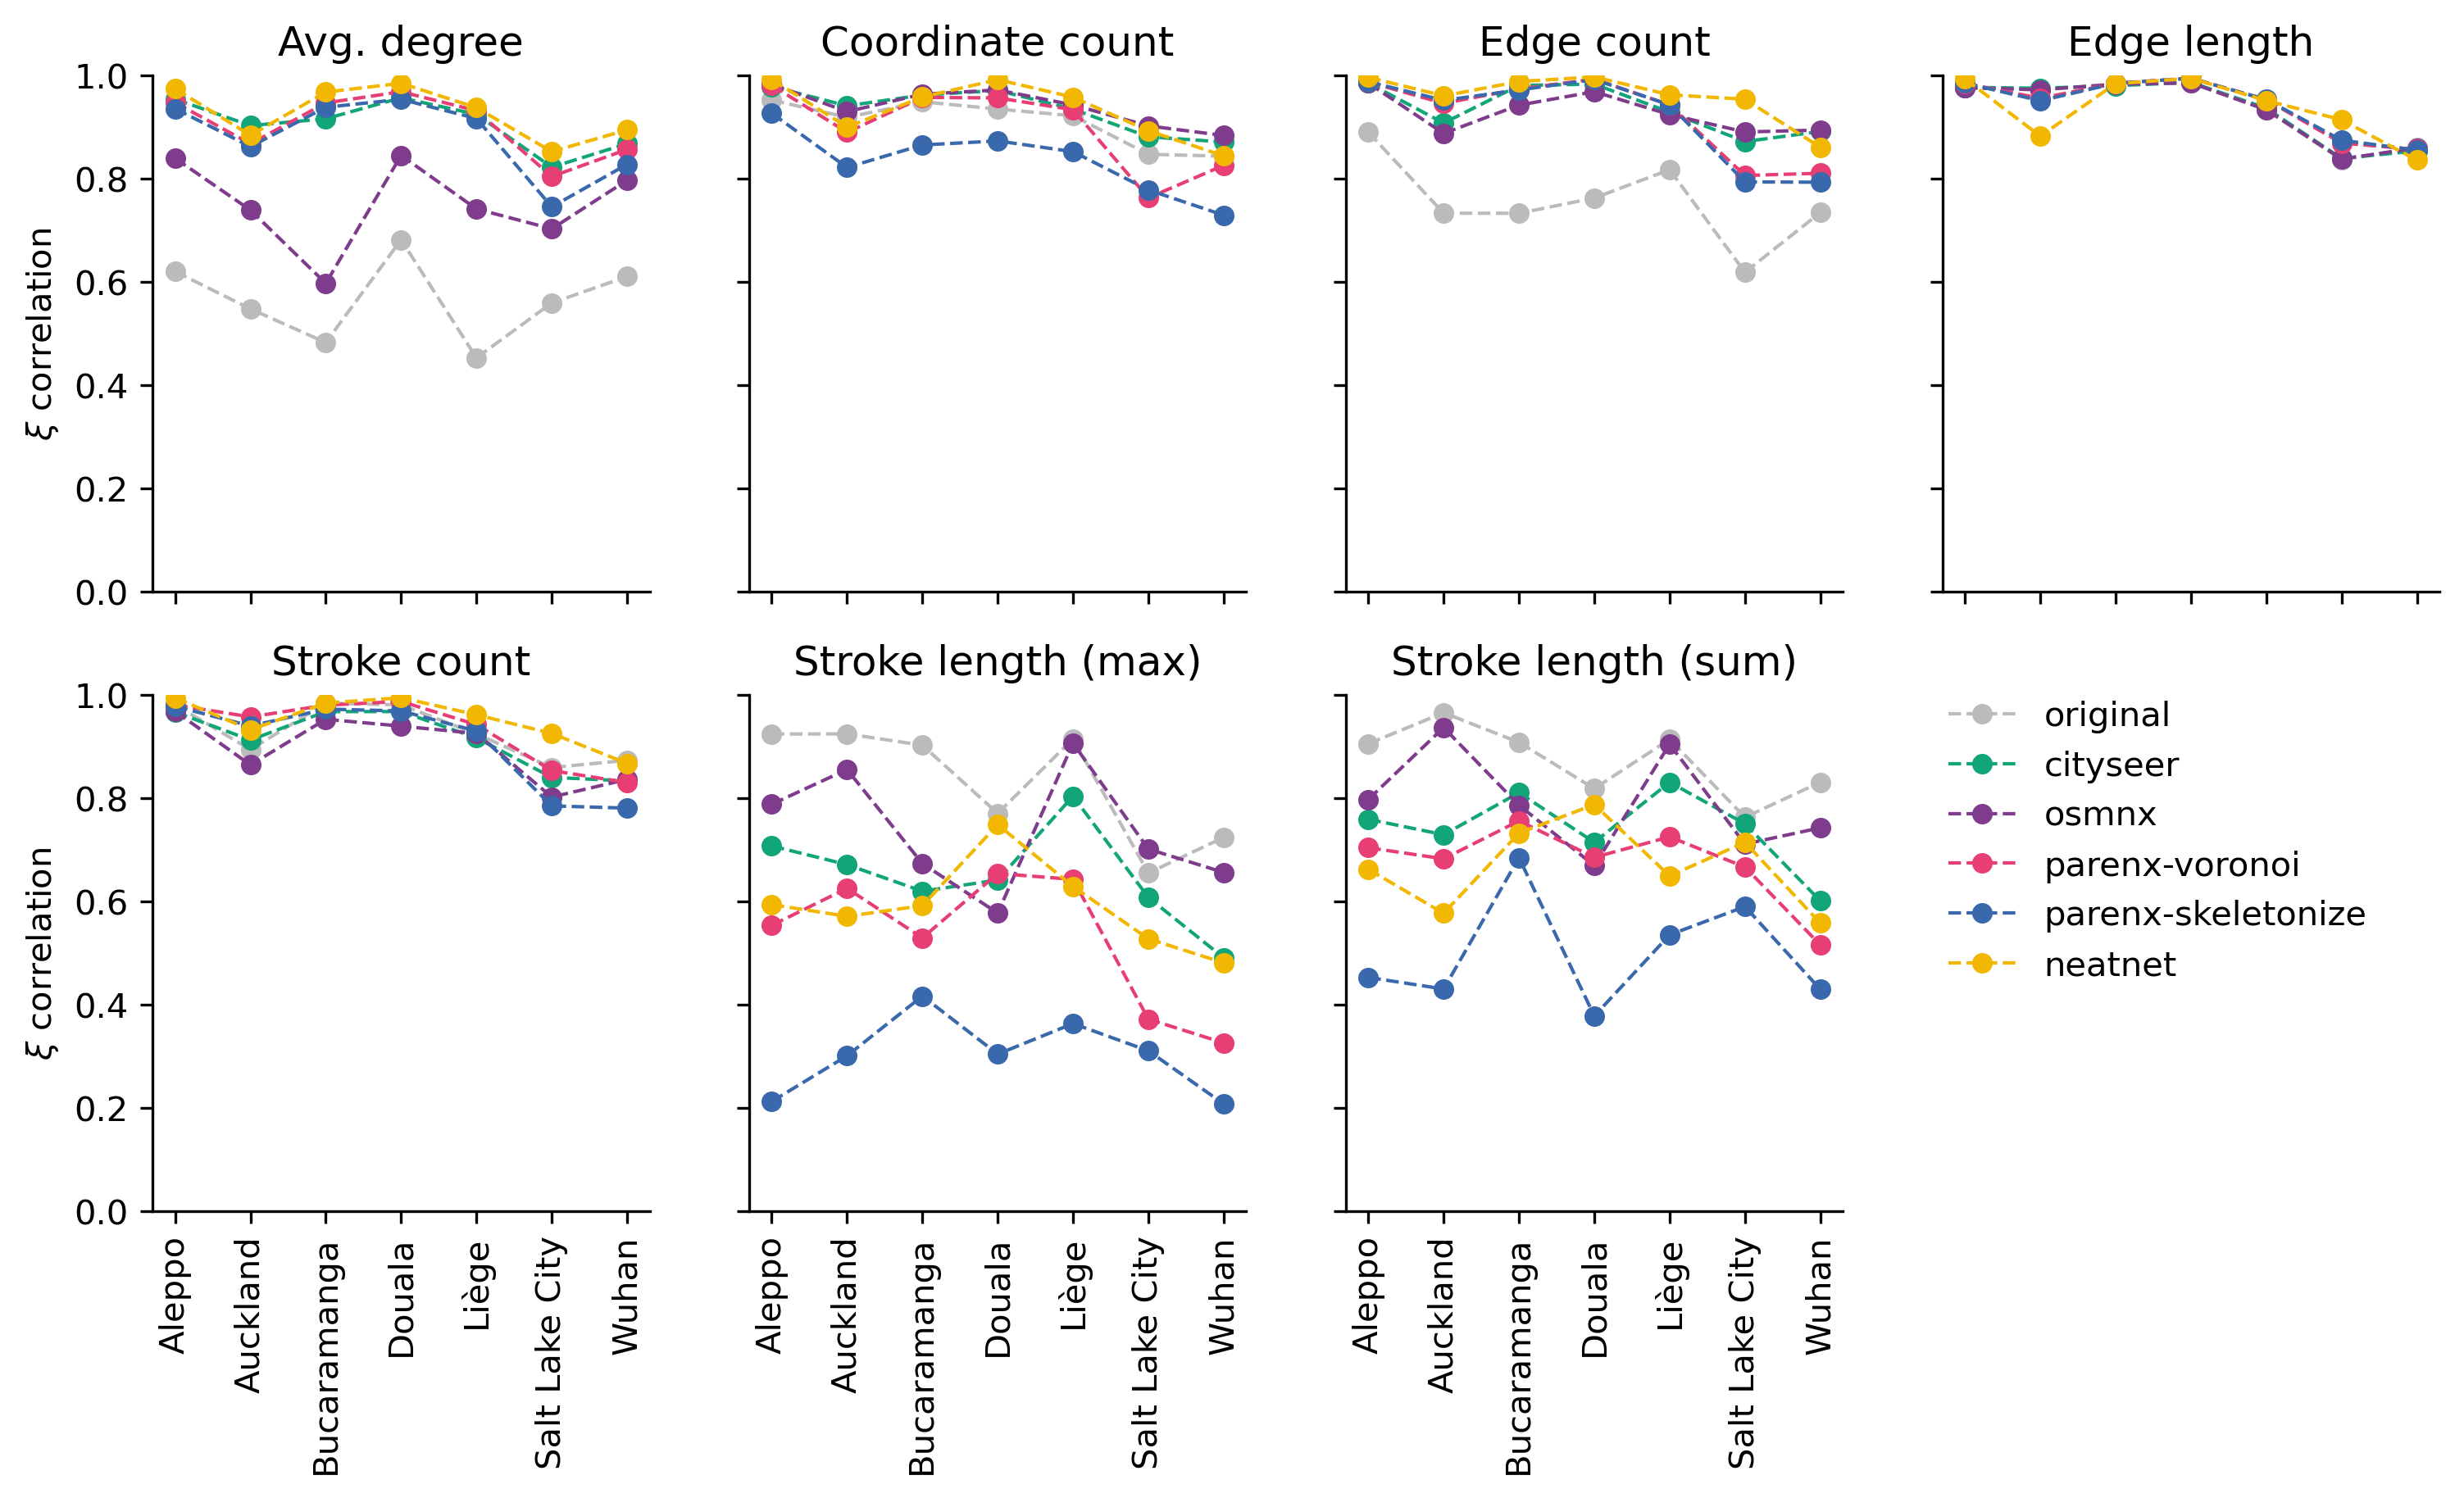 Avg. degree
Coordinate count
Edge count
Edge length
ξ correlation
1.0
0.8
0.6
0.4
0.2
0.0
Stroke count
Stroke length (max)
Stroke length (sum)
ξ correlation
1.0
0.8
0.6
0.4
0.2
0.0
original
cityseer
osmnx
parenx-voronoi
parenx-skeletonize
neatnet
Aleppo
Auckland
Bucaramanga
Douala
Liège
Salt Lake City
Wuhan
Aleppo
Auckland
Bucaramanga
Douala
Liège
Salt Lake City
Wuhan
Aleppo
Auckland
Bucaramanga
Douala
Liège
Salt Lake City
Wuhan